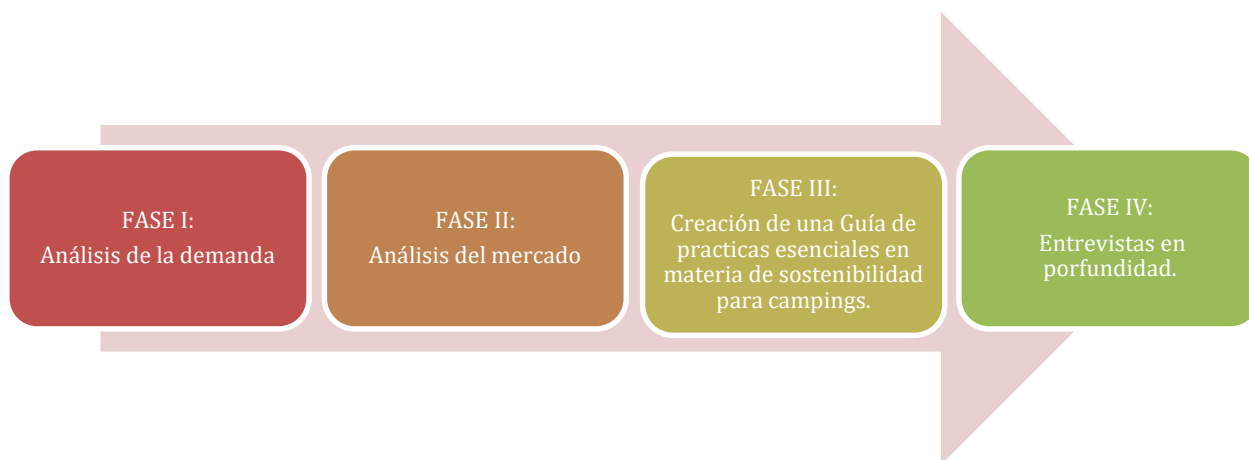 FASE I:
Análisis de la demanda
FASE II:
Análisis del mercado
FASE III:
Creación de una Guía de
practicas esenciales en
materia de sostenibilidad
para campings.
FASE IV:
Entrevistas en
porfundidad.